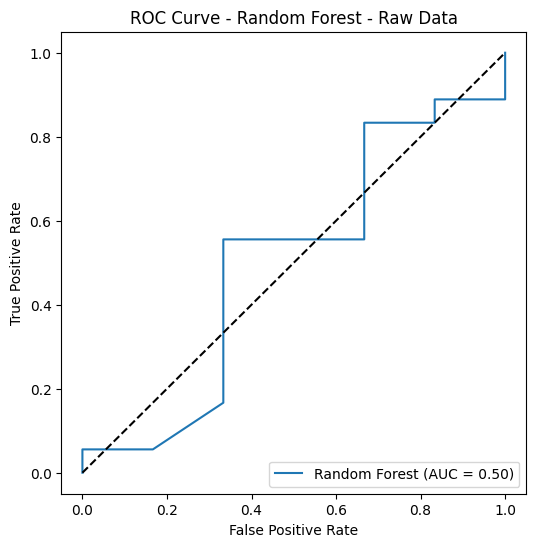 ROC Curve - Random Forest - Raw Data
True Positive Rate
1.0
0.8
0.6
0.4
0.2
0.0
Random Forest (AUC = 0.50)
0.0 0.2 0.4 0.6 0.8 1.0
False Positive Rate